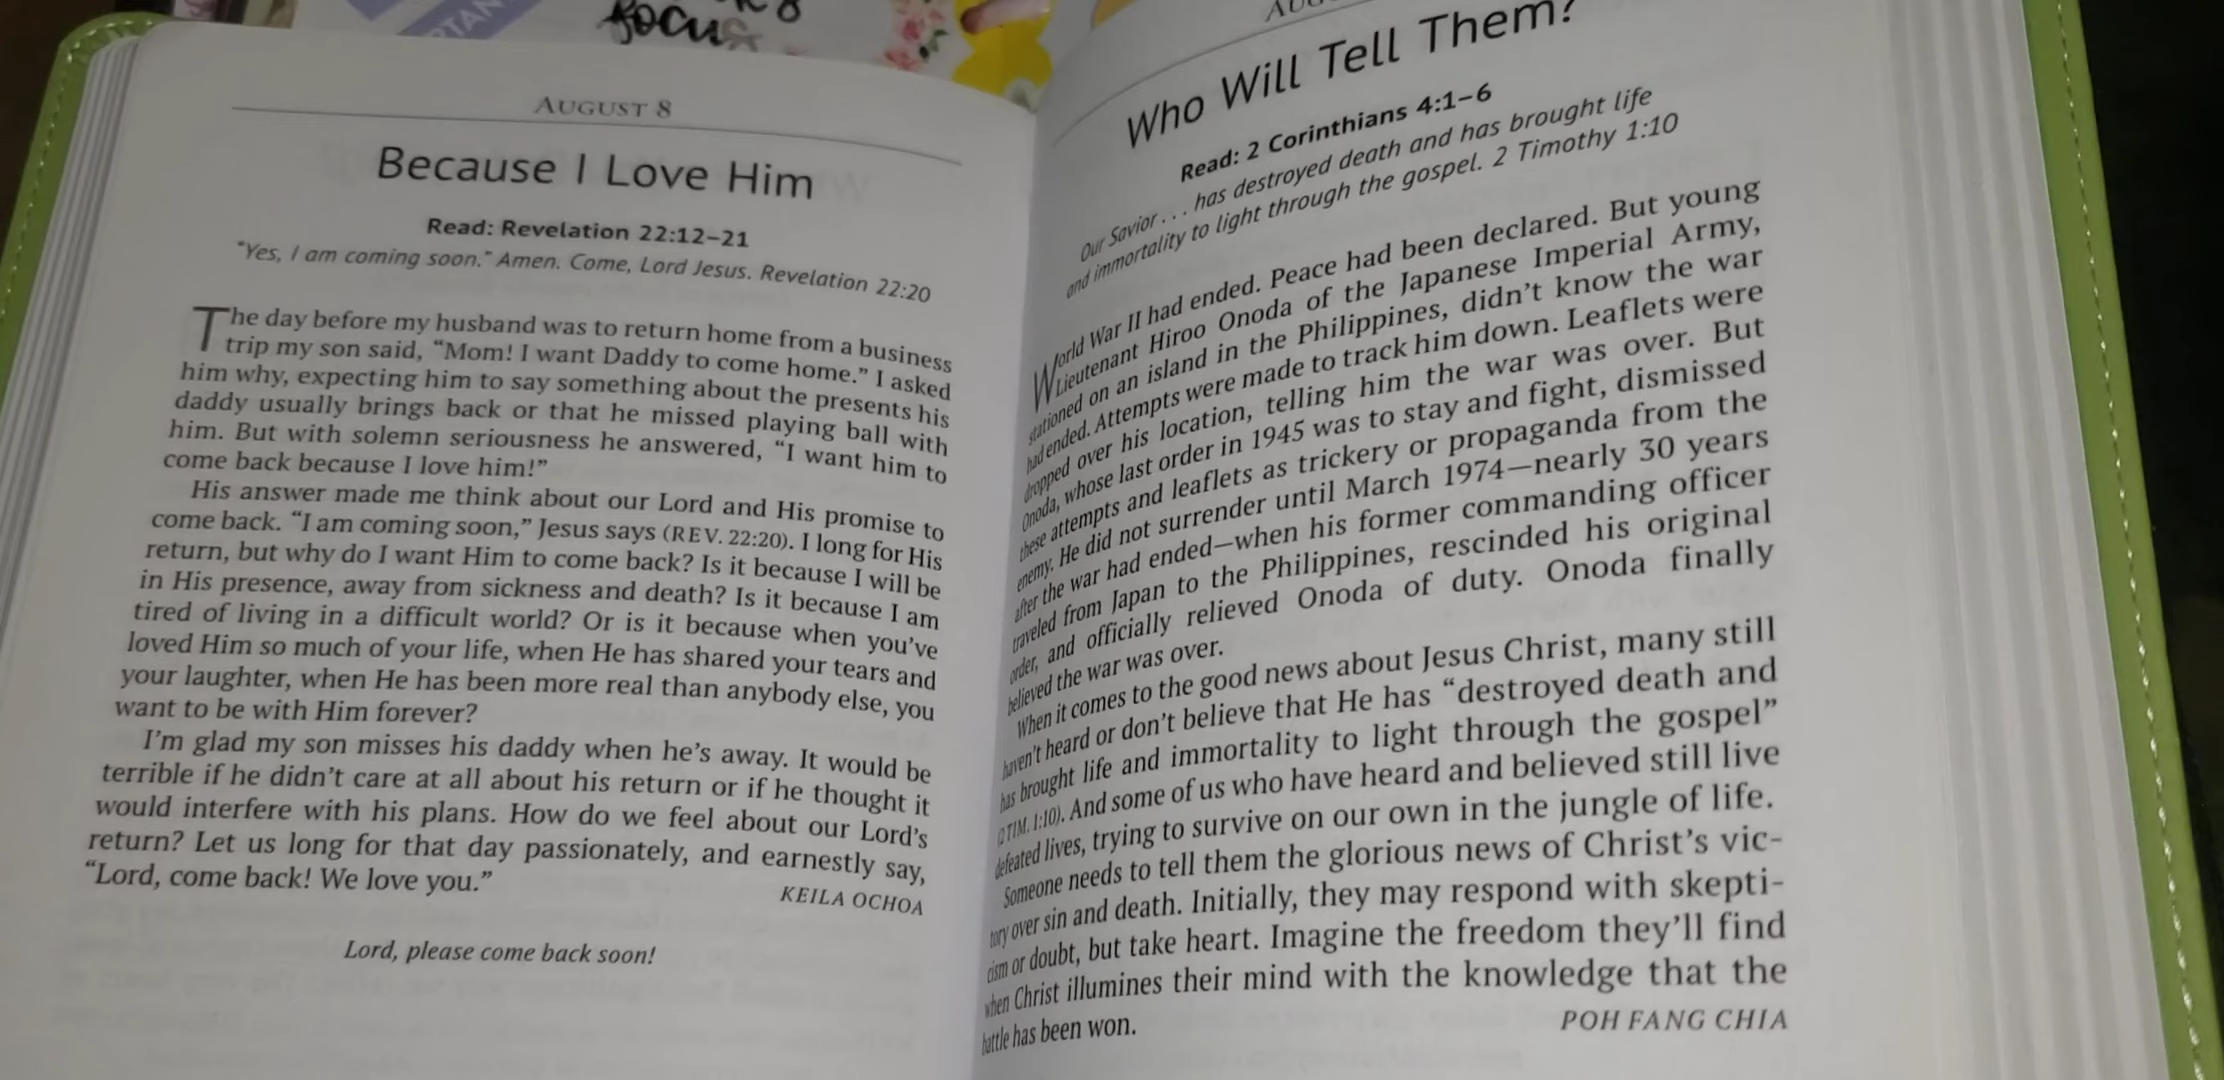 TAN
focus
8
AUGUST 8
Because I Love Him
Read: Revelation 22:12–21
"Yes, I am coming soon." Amen. Come, Lord Jesus. Revelation 22:20
The day before my husband was to return home from a business
trip my son said, “Mom! I want Daddy to come home.” I asked
him why, expecting him to say something about the presents his
daddy usually brings back or that he missed playing ball with
him. But with solemn seriousness he answered, “I want him to
come back because I love him!”
His answer made me think about our Lord and His promise to
come back. “I am coming soon,” Jesus says (REV. 22:20). I long for His
return, but why do I want Him to come back? Is it because I will be
in His presence, away from sickness and death? Is it because I am
tired of living in a difficult world? Or is it because when you’ve
loved Him so much of your life, when He has shared your tears and
your laughter, when He has been more real than anybody else, you
want to be with Him forever?
I’m glad my son misses his daddy when he’s away. It would be
terrible if he didn’t care at all about his return or if he thought it
would interfere with his plans. How do we feel about our Lord’s
return? Let us long for that day passionately, and earnestly say,
“Lord, come back! We love you.”
KEILA OCHOA
Lord, please come back soon!
Who Will Tell Them?
Read: 2 Corinthians 4:1–6
Our Savior . . . has destroyed death and has brought life
and immortality to light through the gospel. 2 Timothy 1:10
World War II had ended. Peace had been declared. But young
Lieutenant Hiroo Onoda of the Japanese Imperial Army,
stationed on an island in the Philippines, didn’t know the war
had ended. Attempts were made to track him down. Leaflets were
dropped over his location, telling him the war was over. But
Onoda, whose last order in 1945 was to stay and fight, dismissed
these attempts and leaflets as trickery or propaganda from the
enemy. He did not surrender until March 1974—nearly 30 years
after the war had ended—when his former commanding officer
traveled from Japan to the Philippines, rescinded his original
order, and officially relieved Onoda of duty. Onoda finally
believed the war was over.
When it comes to the good news about Jesus Christ, many still
haven’t heard or don’t believe that He has “destroyed death and
has brought life and immortality to light through the gospel”
(2 TIM. 1:10). And some of us who have heard and believed still live
defeated lives, trying to survive on our own in the jungle of life.
Someone needs to tell them the glorious news of Christ’s vic-
tory over sin and death. Initially, they may respond with skepti-
cism or doubt, but take heart. Imagine the freedom they’ll find
when Christ illumines their mind with the knowledge that the
battle has been won.
POH FANG CHIA